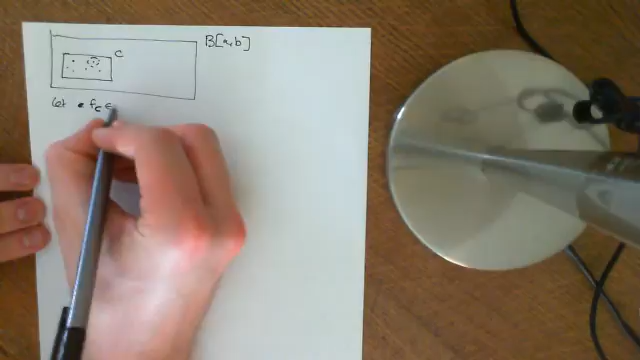 B[a,b]
C
Let f_c ∈